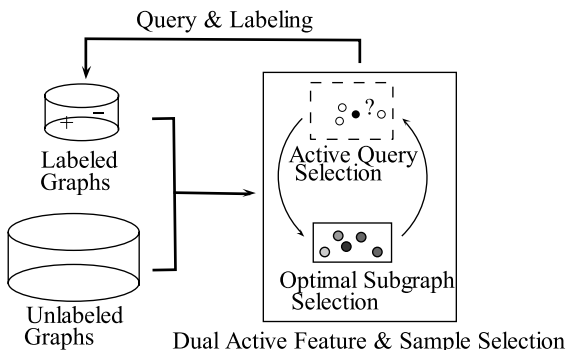 Query & Labeling
+ −
?
Labeled
Graphs
Active Query
Selection
Optimal Subgraph
Selection
Unlabeled
Graphs
Dual Active Feature & Sample Selection